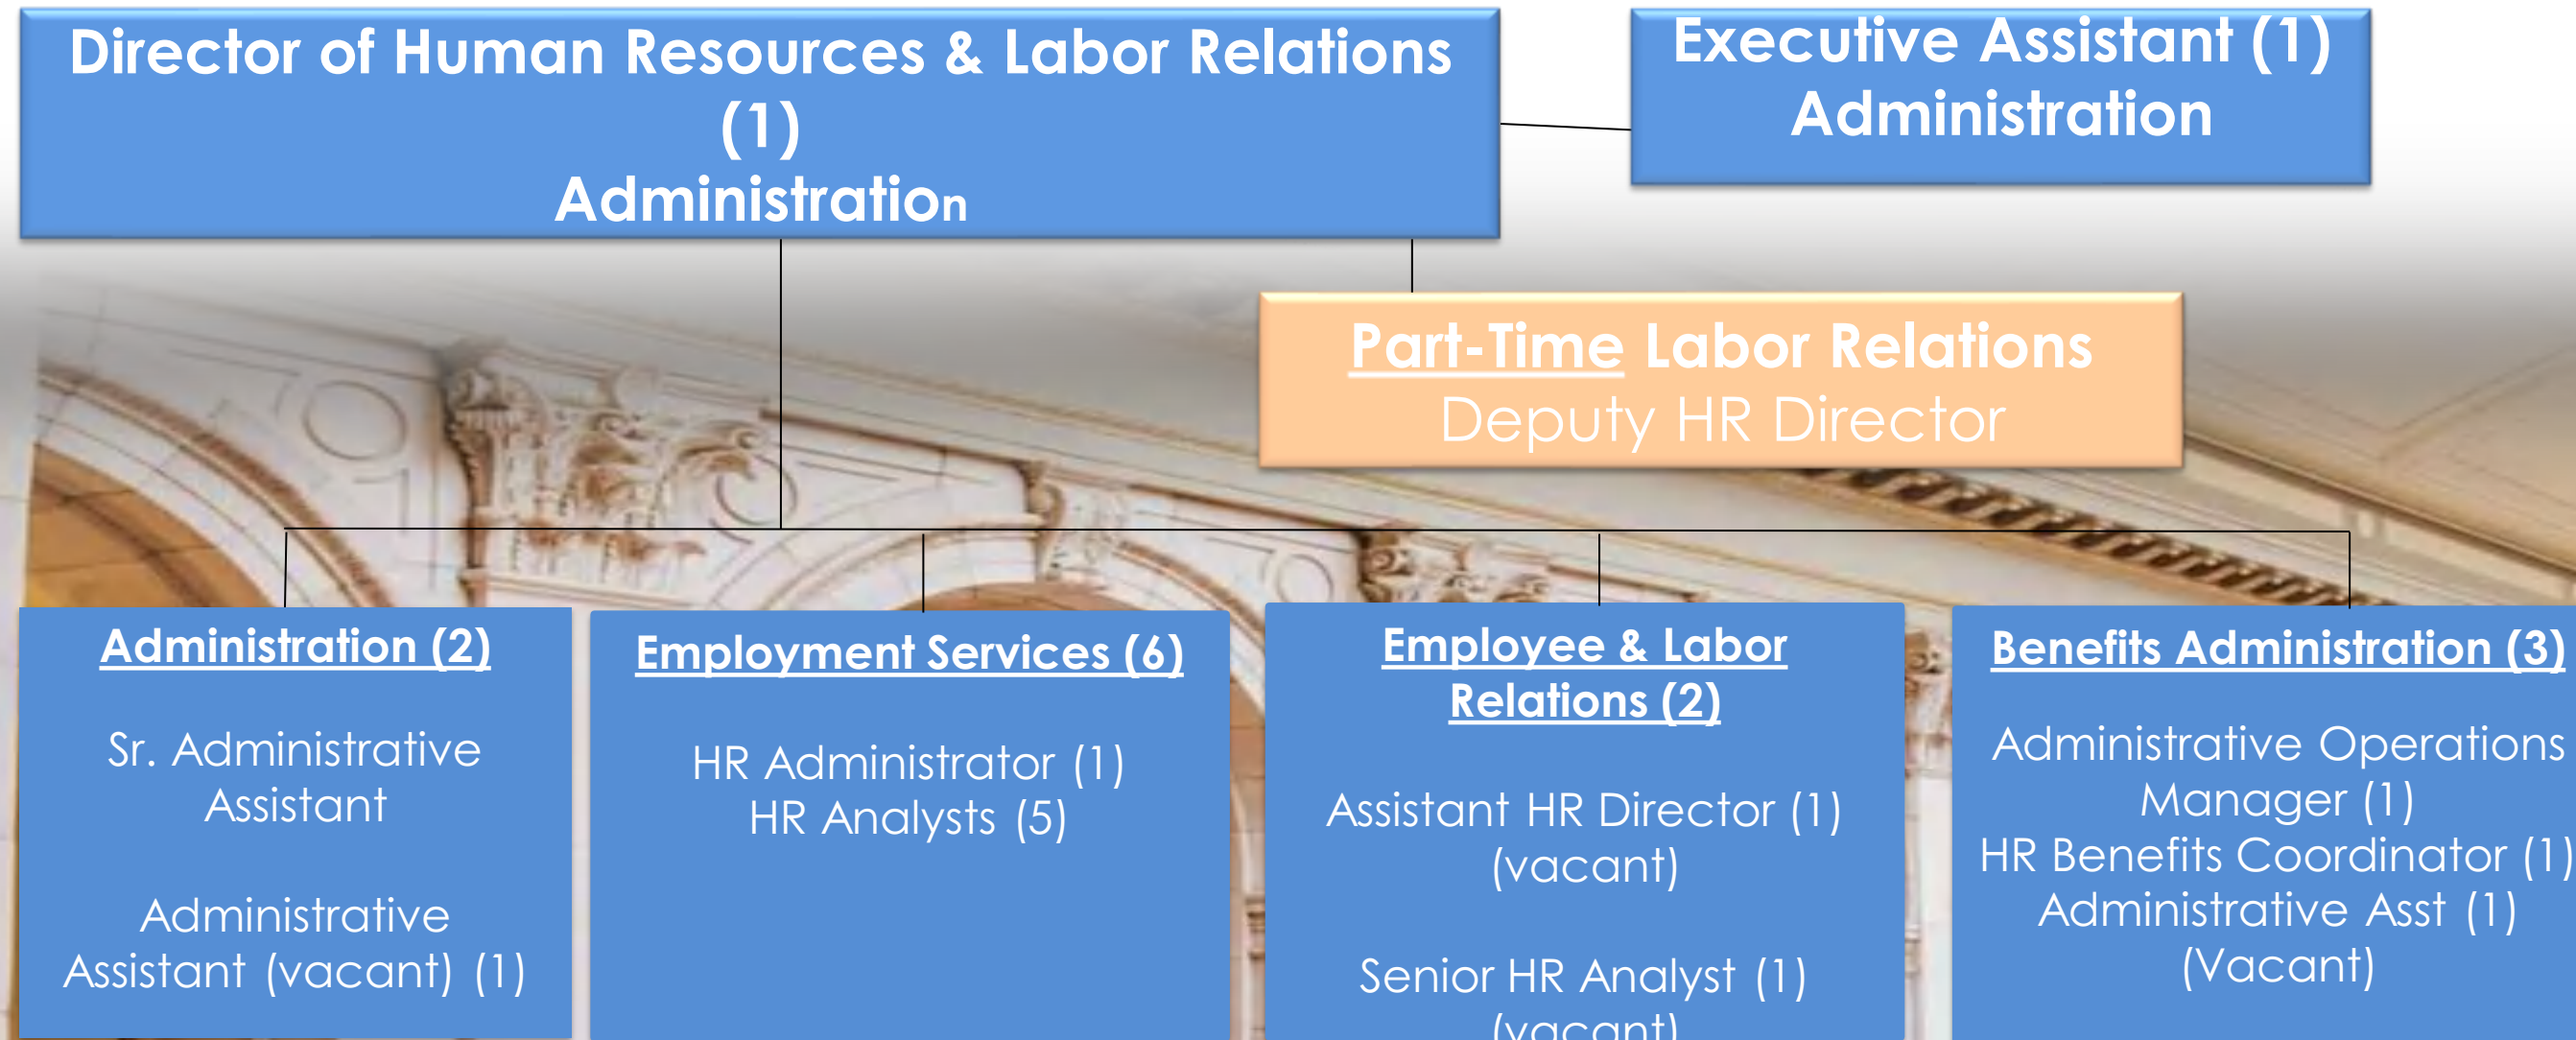 Director of Human Resources & Labor Relations
(1)
Administration
Executive Assistant (1)
Administration
Part-Time Labor Relations
Deputy HR Director
Administration (2)
Sr. Administrative
Assistant
Administrative
Assistant (vacant) (1)
Employment Services (6)
HR Administrator (1)
HR Analysts (5)
Employee & Labor
Relations (2)
Assistant HR Director (1)
(vacant)
Senior HR Analyst (1)
(vacant)
Benefits Administration (3)
Administrative Operations
Manager (1)
HR Benefits Coordinator (1)
Administrative Asst (1)
(Vacant)